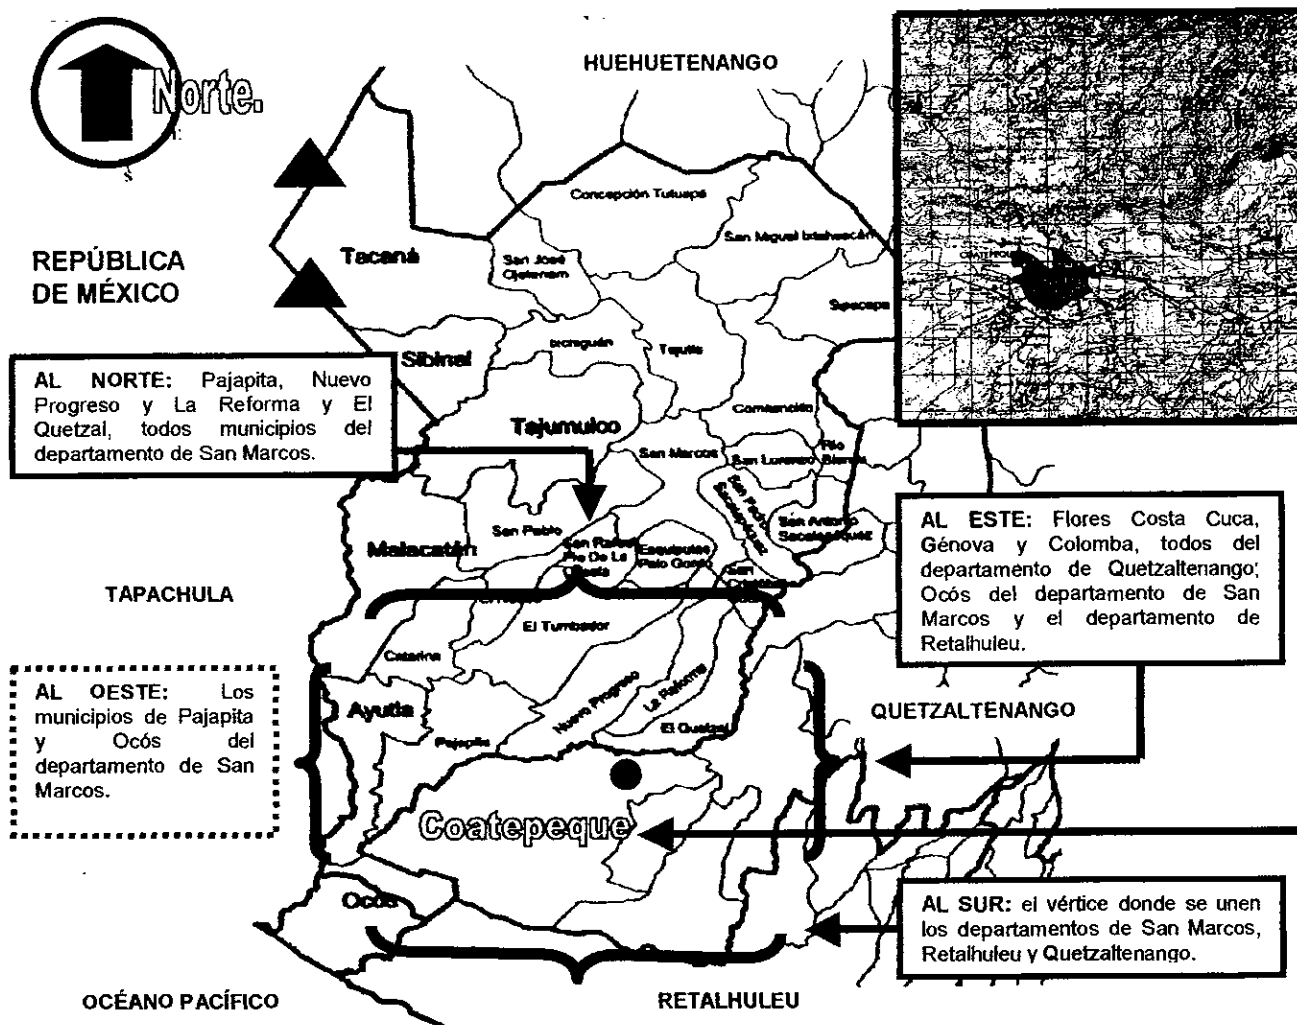 HUEHUETENANGO
Norte.
Concepción Tutuapa
San Miguel Ixtahuacán
REPÚBLICA
DE MÉXICO
Tacaná
San José
Ojetenam
Sipacapa
Sibinal
Ixchiguán
Tejutla
AL NORTE: Pajapita, Nuevo
Progreso y La Reforma y El
Quetzal, todos municipios del
departamento de San Marcos.
Tajumulco
Comitancillo
San Marcos
San Lorenzo
Río
Blanco
San Pedro
Sacatepéquez
San Antonio
Sacatepéquez
AL ESTE: Flores Costa Cuca,
Génova y Colomba, todos del
departamento de Quetzaltenango;
Ocós del departamento de San
Marcos y el departamento de
Retalhuleu.
Malacatán
San Pablo
San Rafael
Pie De La
Cuesta
Esquipulas
Palo Gordo
San
TAPACHULA
El Tumbador
Catarina
AL OESTE: Los
municipios de Pajapita
y Ocós del
departamento de San
Marcos.
Ayutla
Nuevo Progreso
La Reforma
El Quetzal
Pajapita
QUETZALTENANGO
Coatepeque
Ocós
AL SUR: el vértice donde se unen
los departamentos de San Marcos,
Retalhuleu y Quetzaltenango.
OCÉANO PACÍFICO
RETALHULEU